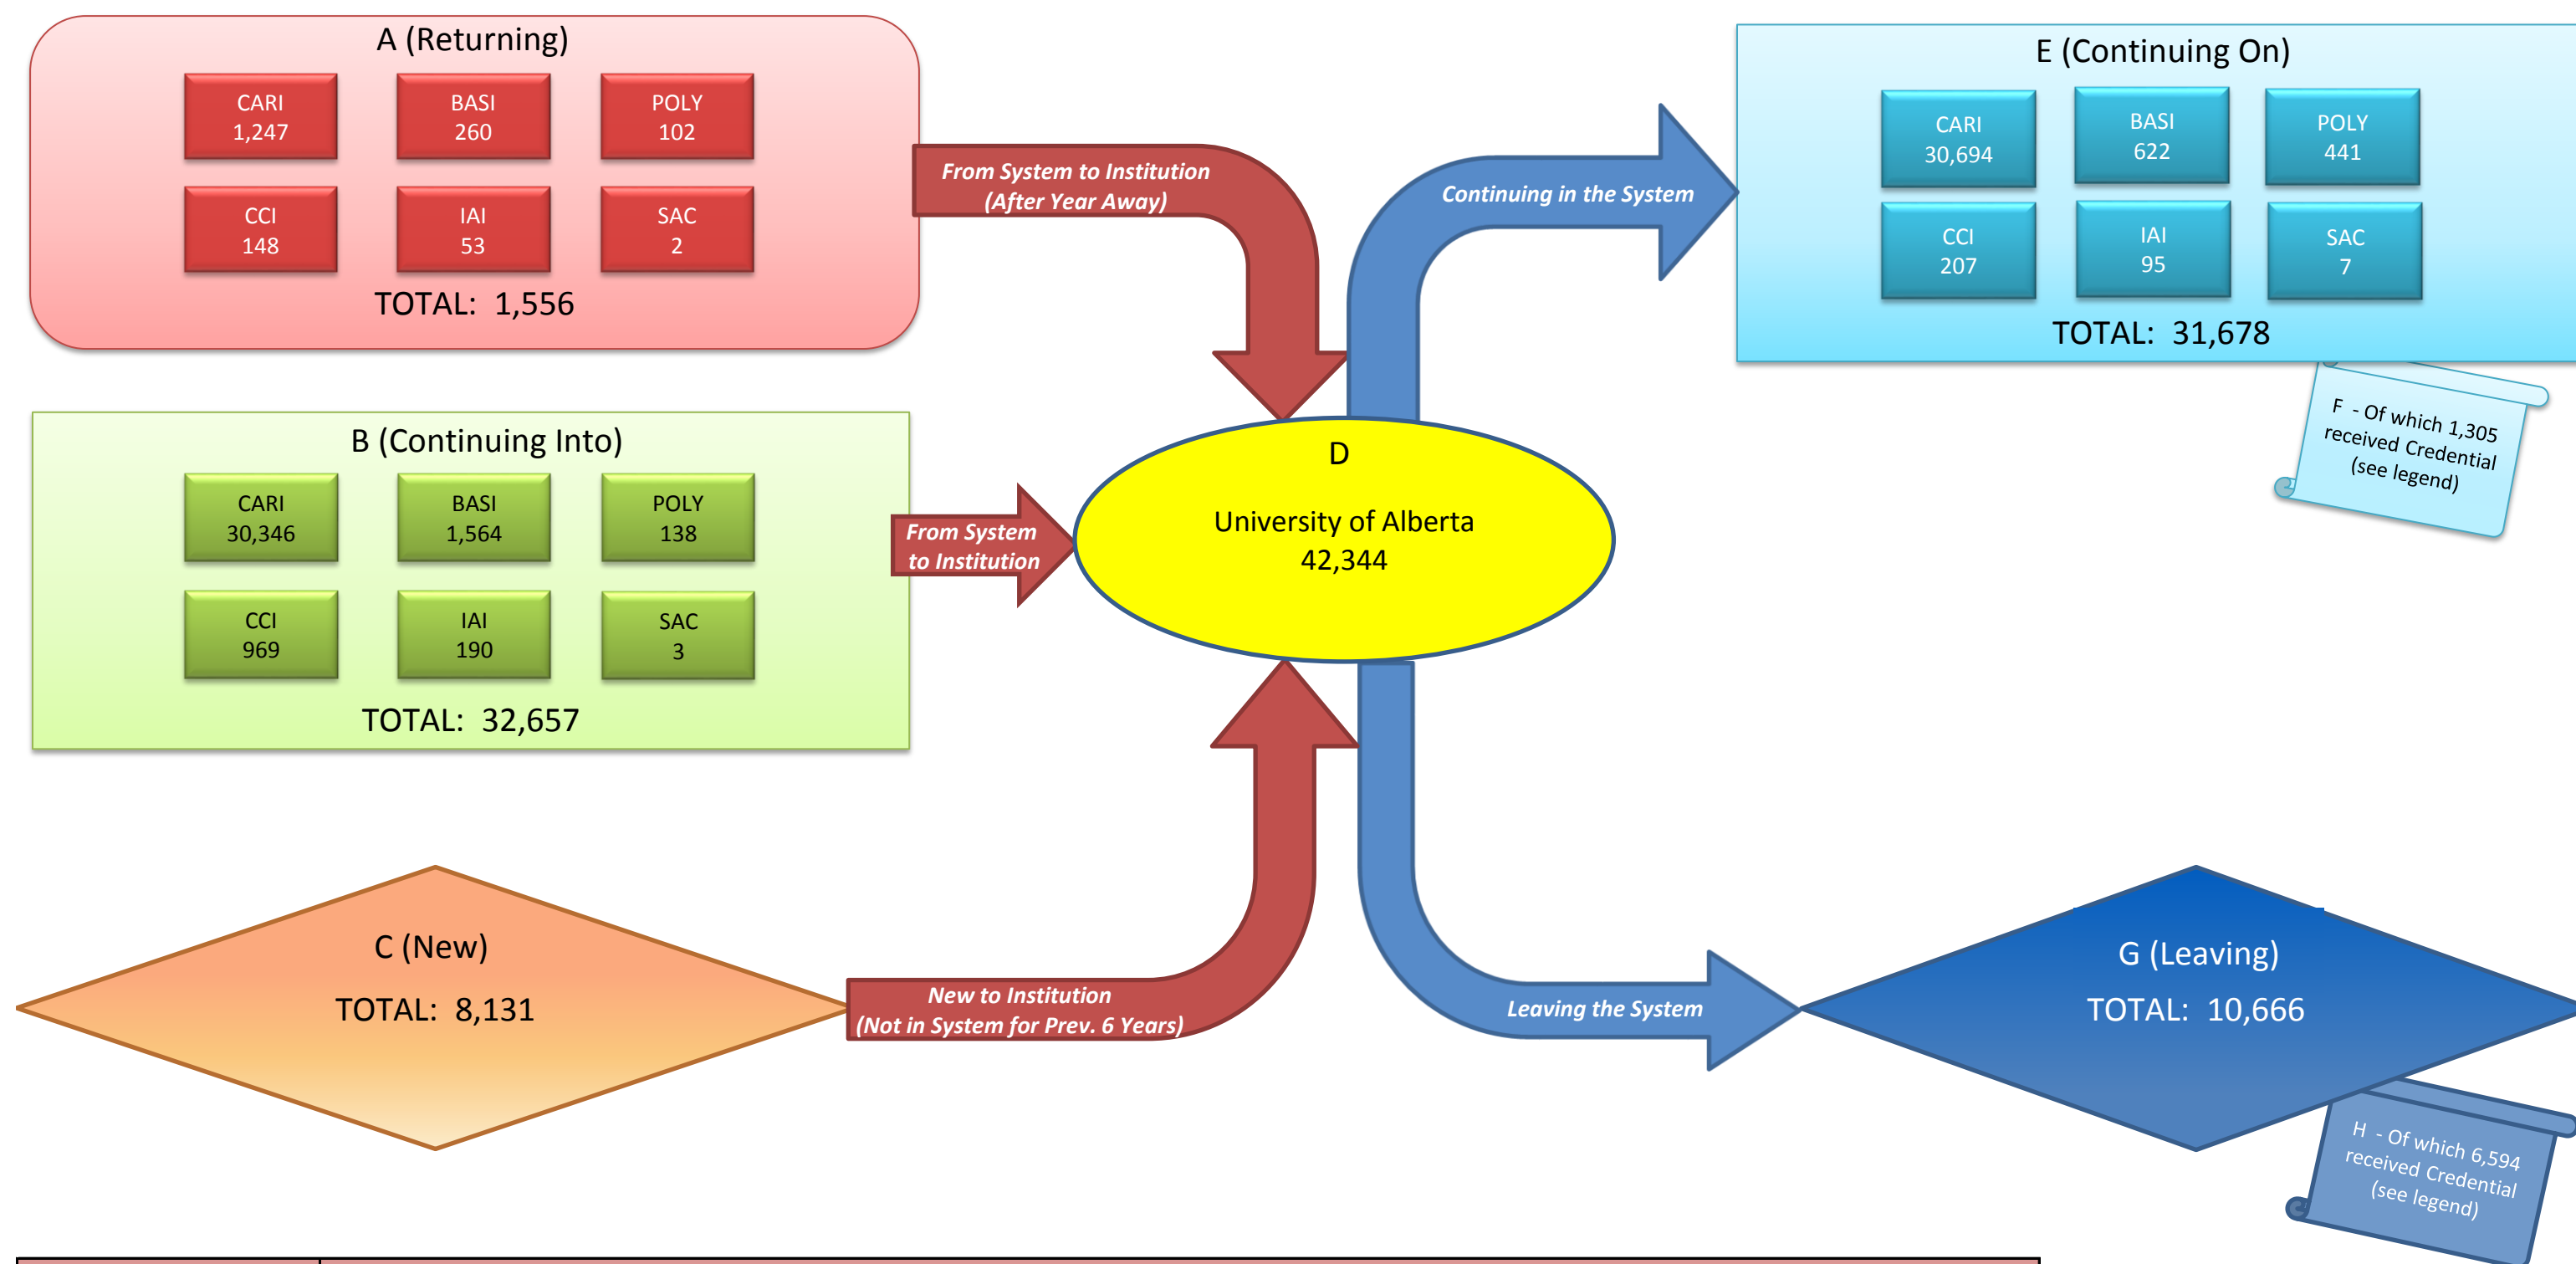 A (Returning)
CARI
1,247
BASI
260
POLY
102
CCI
148
IAI
53
SAC
2
TOTAL: 1,556
From System to Institution
(After Year Away)
Continuing in the System
E (Continuing On)
CARI
30,694
BASI
622
POLY
441
CCI
207
IAI
95
SAC
7
TOTAL: 31,678
F - Of which 1,305
received Credential
(see legend)
B (Continuing Into)
CARI
30,346
BASI
1,564
POLY
138
CCI
969
IAI
190
SAC
3
TOTAL: 32,657
From System
to Institution
D
University of Alberta
42,344
C (New)
TOTAL: 8,131
New to Institution
(Not in System for Prev. 6 Years)
Leaving the System
G (Leaving)
TOTAL: 10,666
H - Of which 6,594
received Credential
(see legend)